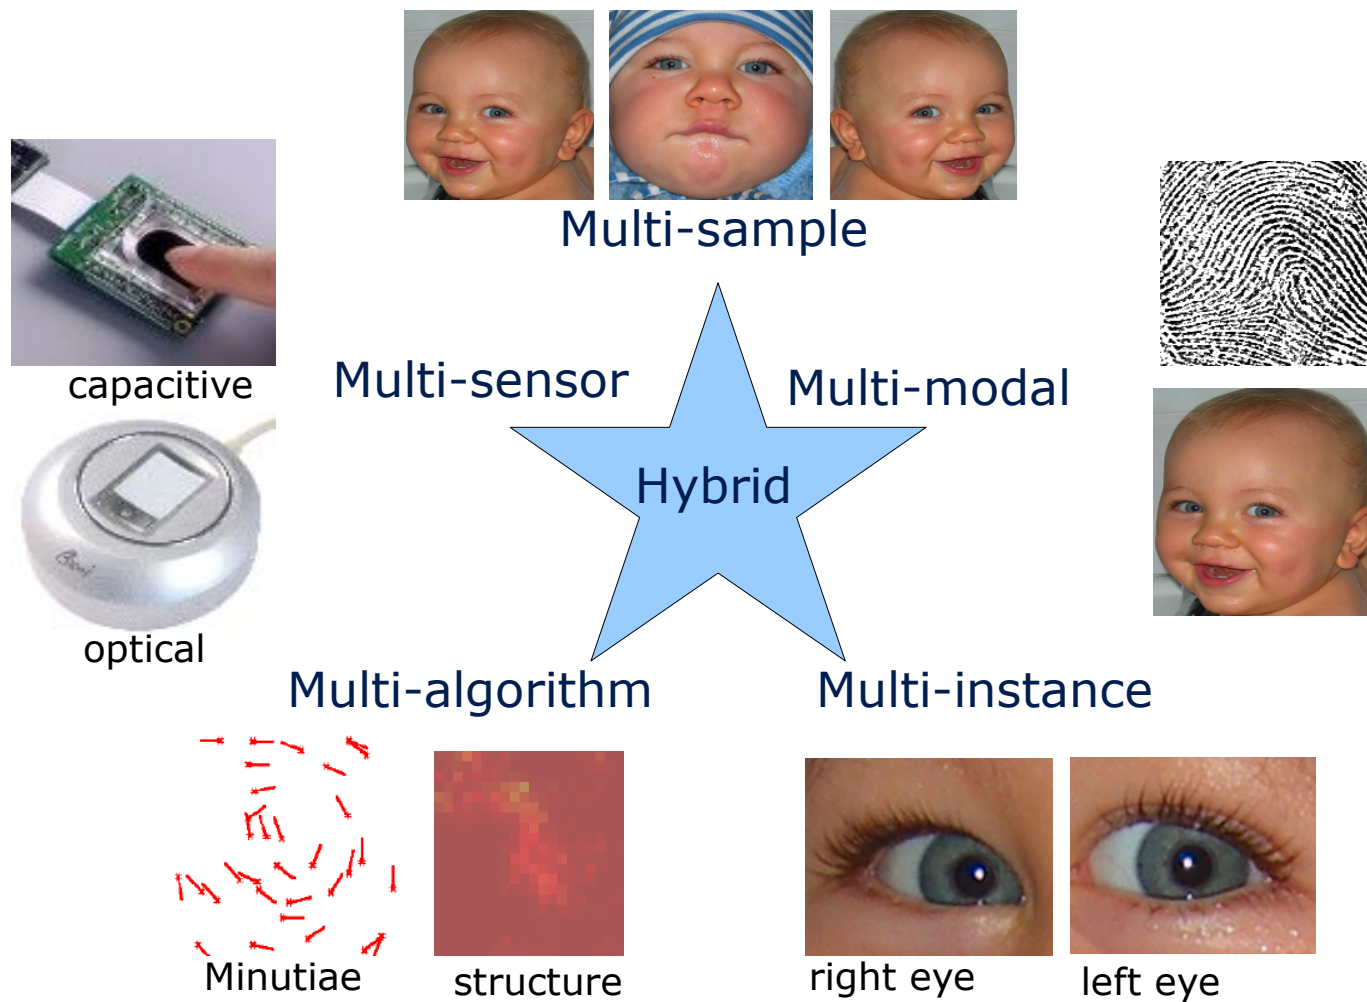 Multi-sample
capacitive
Multi-sensor
Multi-modal
Hybrid
optical
Multi-algorithm
Multi-instance
Minutiae
structure
right eye
left eye